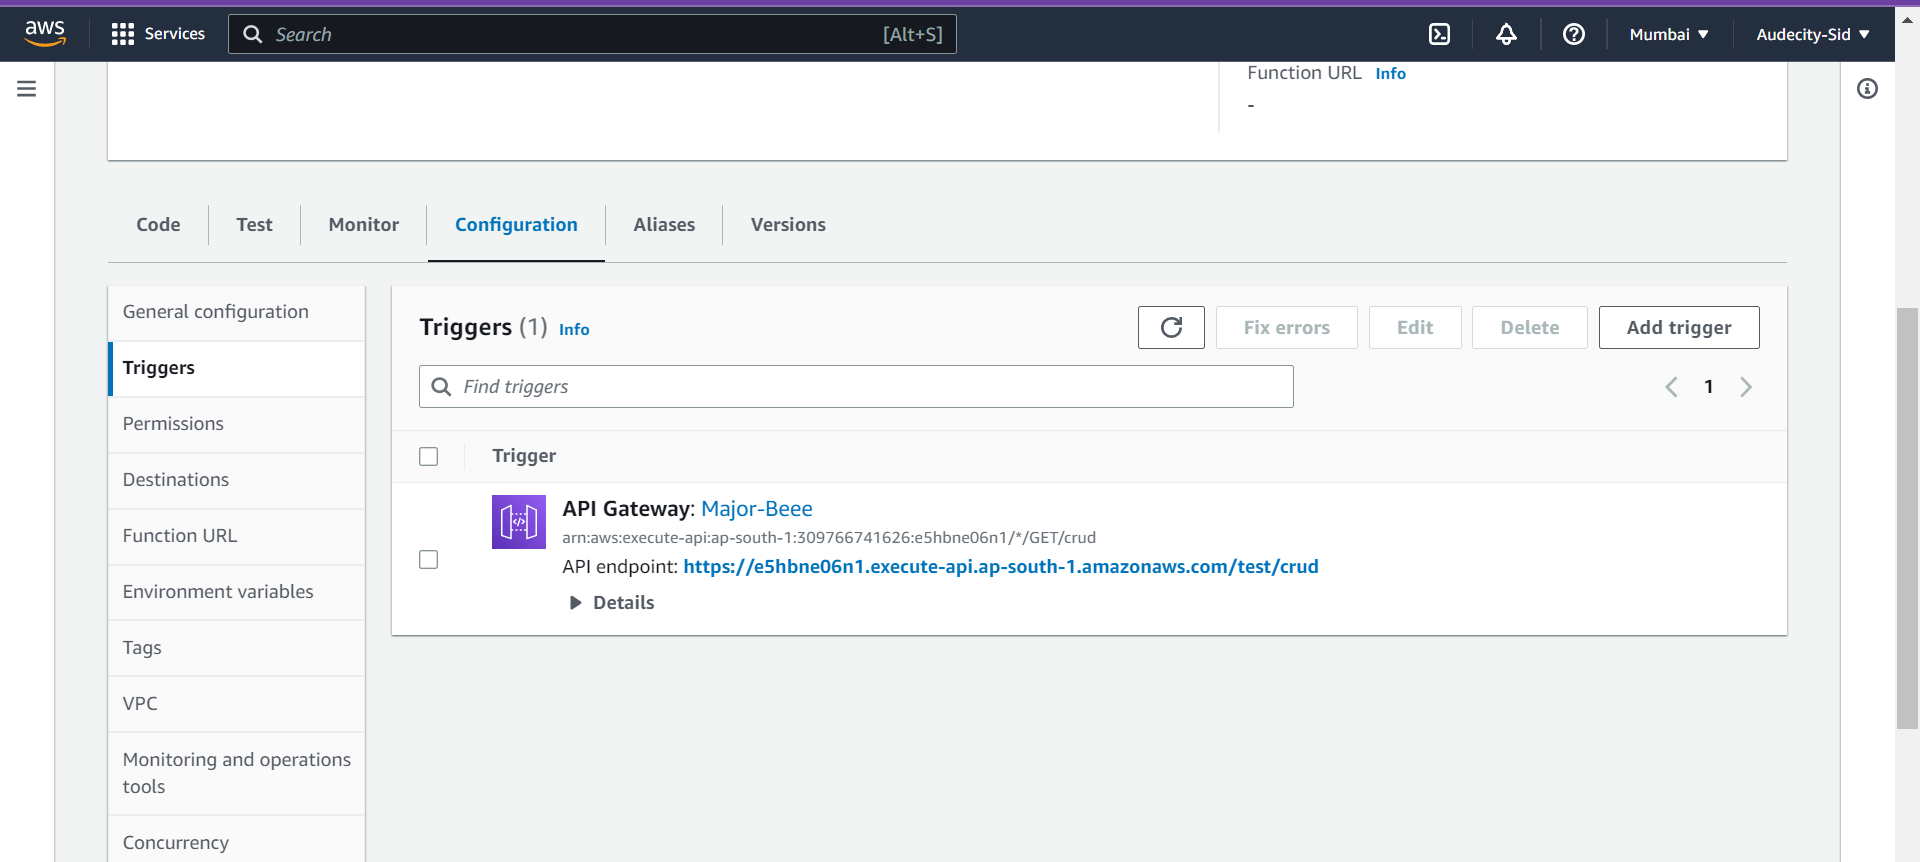 aws
Services
Search
[Alt+S]
Mumbai ▼
Audecity-Sid ▼
Function URL Info
-
Code
Test
Monitor
Configuration
Aliases
Versions
General configuration
Triggers
Permissions
Destinations
Function URL
Environment variables
Tags
VPC
Monitoring and operations
tools
Concurrency
Triggers (1) Info
Fix errors
Edit
Delete
Add trigger
Find triggers
1
Trigger
API Gateway: Major-Beee
arn:aws:execute-api:ap-south-1:309766741626:e5hbne06n1/*/GET/crud
API endpoint: https://e5hbne06n1.execute-api.ap-south-1.amazonaws.com/test/crud
Details